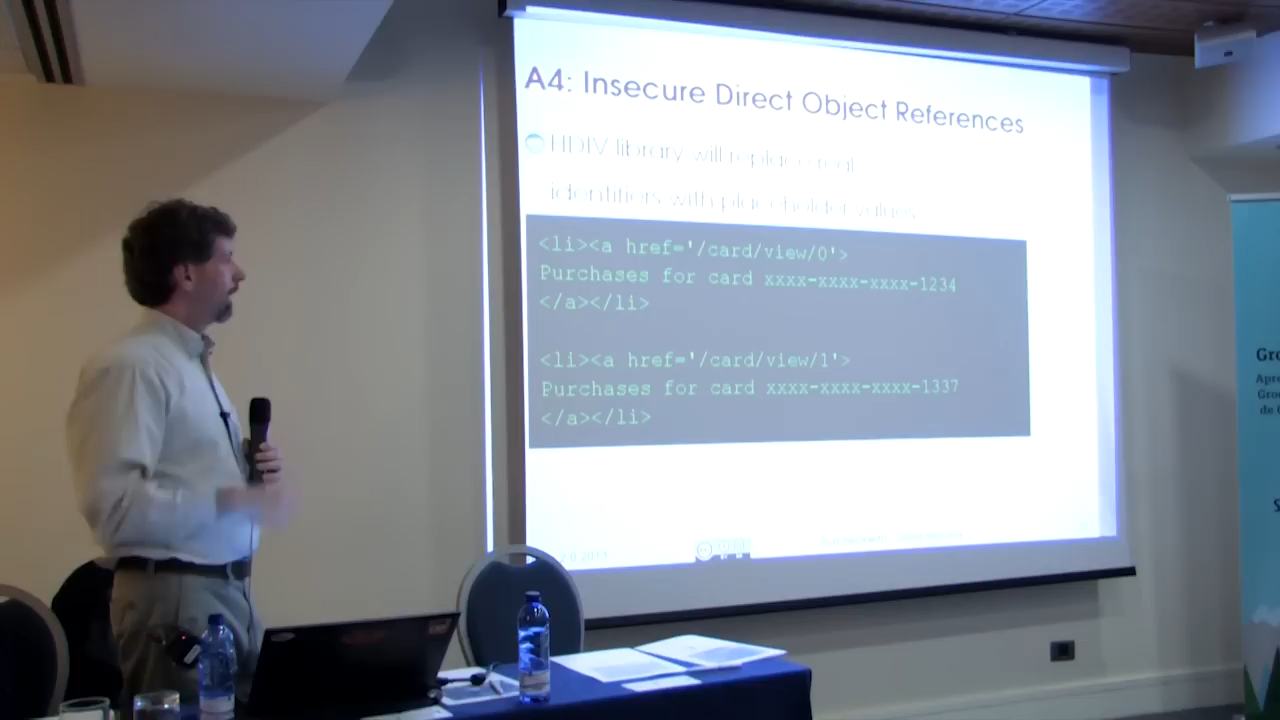 A4: Insecure Direct Object References
HDIV library will replace real
identifiers with placeholder values
<li><a href='/card/view/0'>
Purchases for card xxxx-xxxx-xxxx-1234
</a></li>
<li><a href='/card/view/1'>
Purchases for card xxxx-xxxx-xxxx-1337
</a></li>